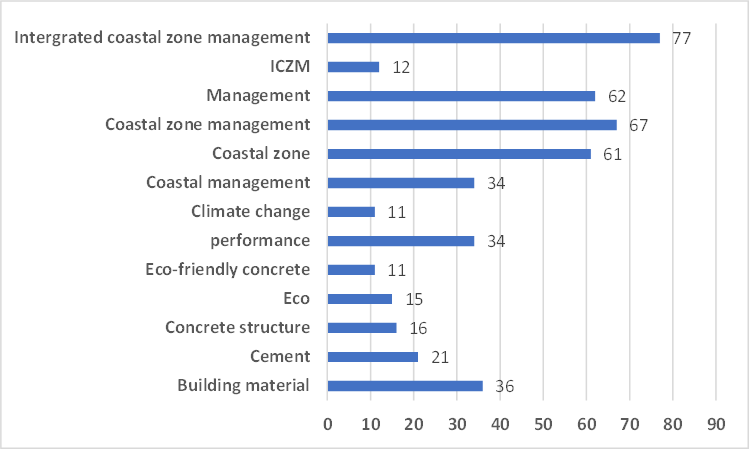 Intergrated coastal zone management 77
ICZM 12
Management 62
Coastal zone management 67
Coastal zone 61
Coastal management 34
Climate change 11
performance 34
Eco-friendly concrete 11
Eco 15
Concrete structure 16
Cement 21
Building material 36
0 10 20 30 40 50 60 70 80 90